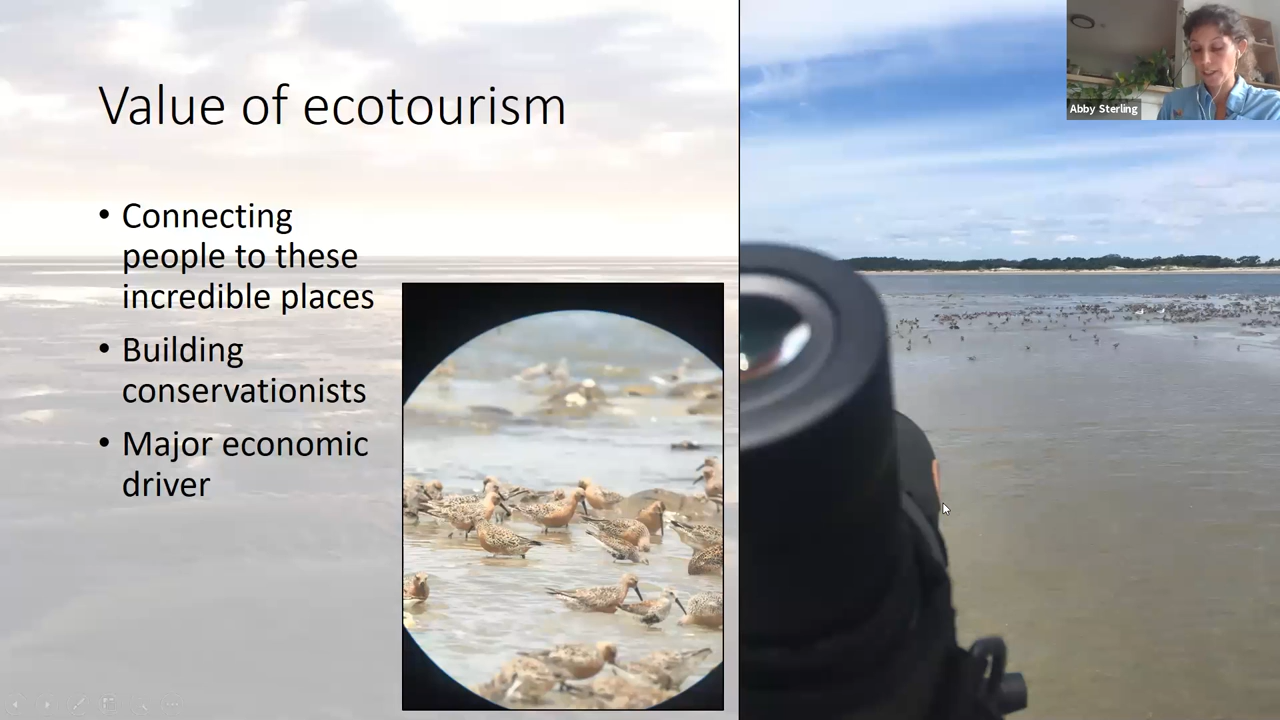 Value of ecotourism
• Connecting
people to these
incredible places
• Building
conservationists
• Major economic
driver
Abby Sterling